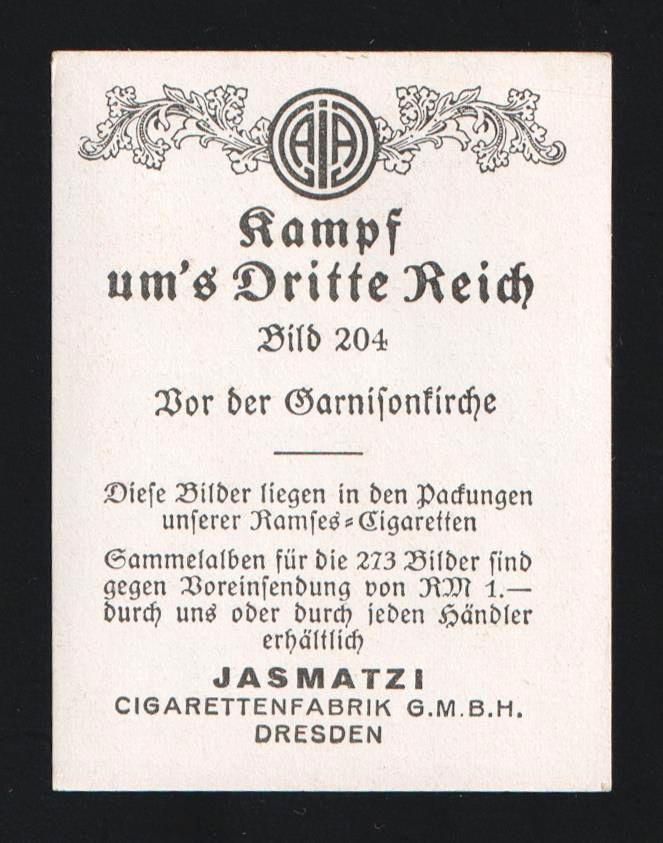 Kampf
um's Dritte Reich
Bild 204
Vor der Garnisonkirche
Diese Bilder liegen in den Packungen
unserer Ramses-Cigaretten
Sammelalben für die 273 Bilder sind
gegen Voreinsendung von RM 1.—
durch uns oder durch jeden Händler
erhältlich
JASMATZI
CIGARETTENFABRIK G.M.B.H.
DRESDEN